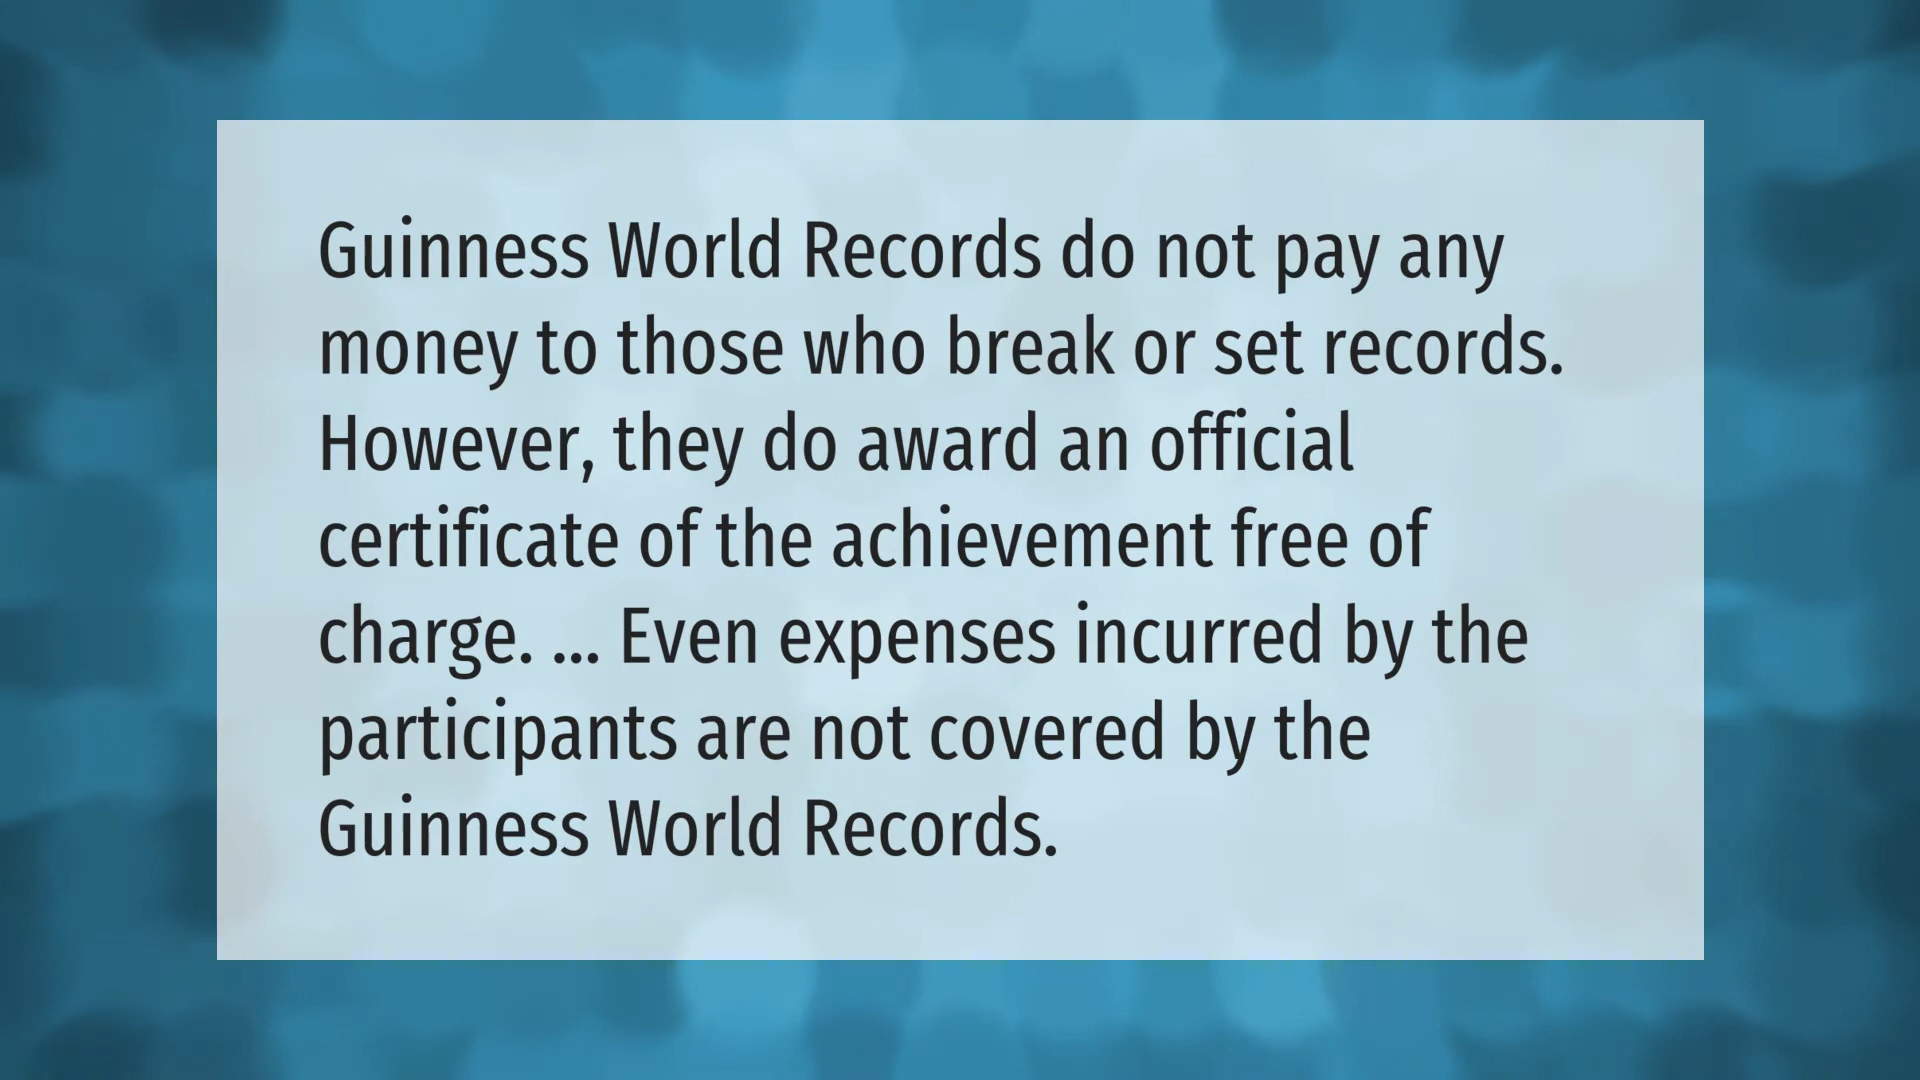 Guinness World Records do not pay any
money to those who break or set records.
However, they do award an official
certificate of the achievement free of
charge. ... Even expenses incurred by the
participants are not covered by the
Guinness World Records.